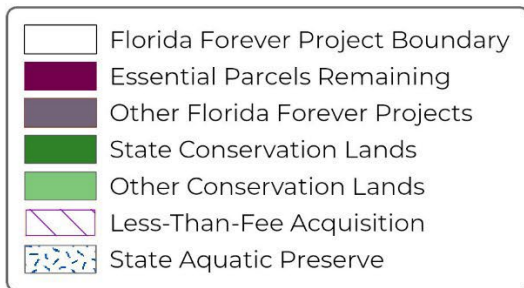 Florida Forever Project Boundary
Essential Parcels Remaining
Other Florida Forever Projects
State Conservation Lands
Other Conservation Lands
Less-Than-Fee Acquisition
State Aquatic Preserve